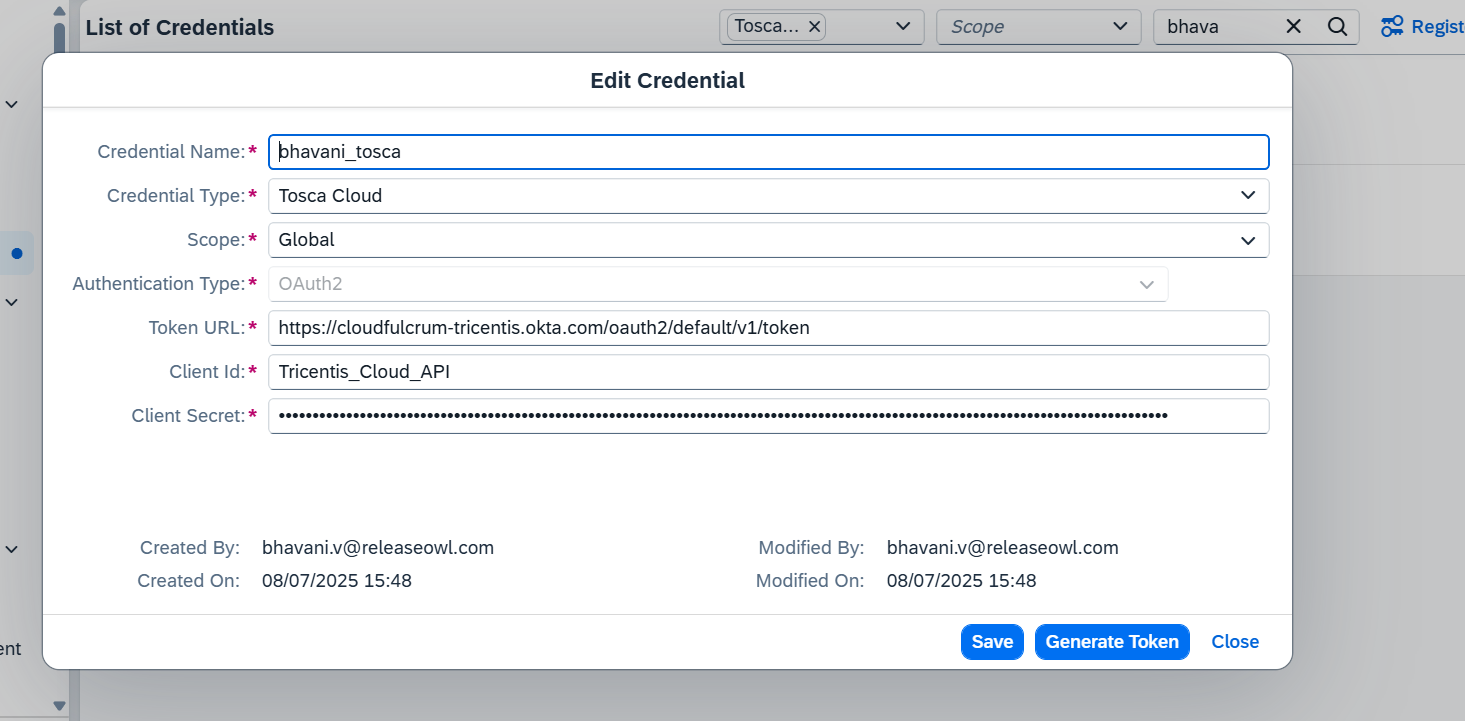 List of Credentials Tosca... Scope bhava Regist
Edit Credential
Credential Name:* bhavani_tosca
Credential Type:* Tosca Cloud
Scope:* Global
Authentication Type:* OAuth2
Token URL:* https://cloudfulcrum-tricentis.okta.com/oauth2/default/v1/token
Client Id:* Tricentis_Cloud_API
Client Secret:*
Created By: bhavani.v@releaseowl.com Modified By: bhavani.v@releaseowl.com
Created On: 08/07/2025 15:48 Modified On: 08/07/2025 15:48
ent
Save Generate Token Close